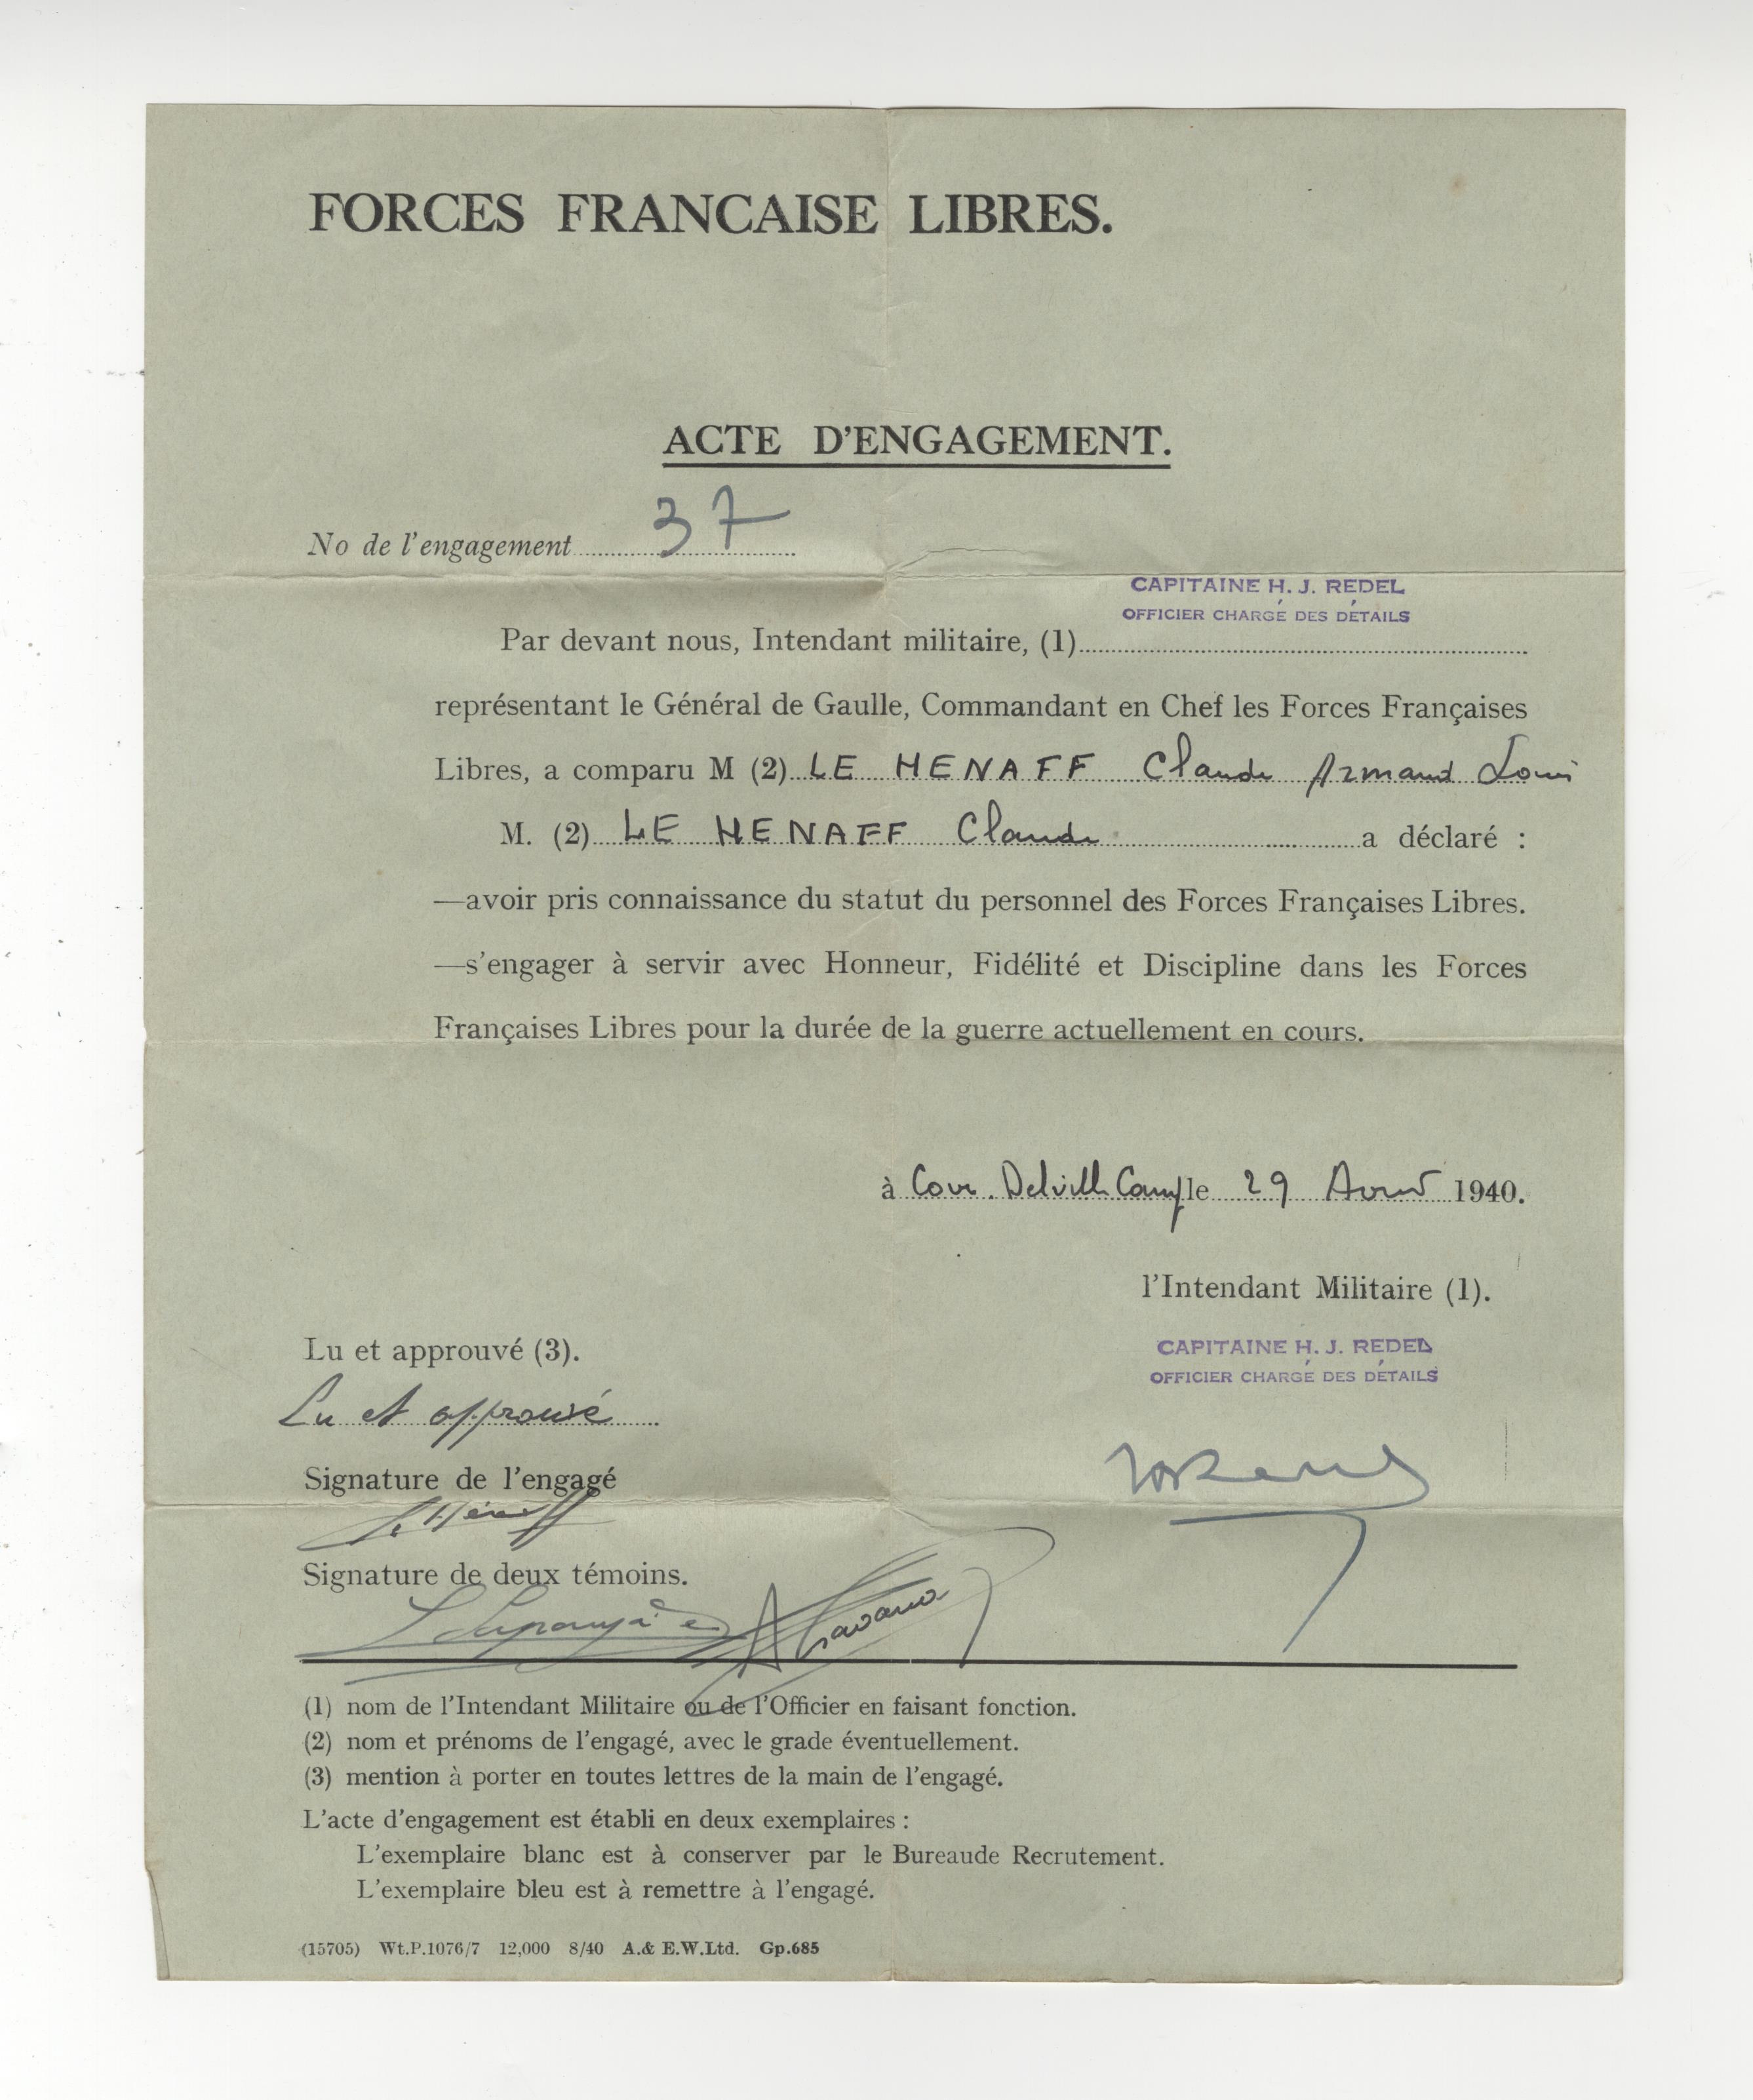 FORCES FRANCAISE LIBRES.
ACTE D'ENGAGEMENT.
No de l'engagement 37
CAPITAINE H. J. REDEL
OFFICIER CHARGÉ DES DÉTAILS
Par devant nous, Intendant militaire, (1)
représentant le Général de Gaulle, Commandant en Chef les Forces Françaises
Libres, a comparu M (2) LE HENAFF Claude Armand Louis
M. (2) LE HENAFF Claude a déclaré :
—avoir pris connaissance du statut du personnel des Forces Françaises Libres.
—s'engager à servir avec Honneur, Fidélité et Discipline dans les Forces
Françaises Libres pour la durée de la guerre actuellement en cours.
à Cove. Delville Camp le 29 Aout 1940.
l'Intendant Militaire (1).
CAPITAINE H. J. REDEL
OFFICIER CHARGÉ DES DÉTAILS
Lu et approuvé (3).
Lu et approuvé
Signature de l'engagé
Le Hénaff
Signature de deux témoins.
(1) nom de l'Intendant Militaire ou de l'Officier en faisant fonction.
(2) nom et prénoms de l'engagé, avec le grade éventuellement.
(3) mention à porter en toutes lettres de la main de l'engagé.
L'acte d'engagement est établi en deux exemplaires :
L'exemplaire blanc est à conserver par le Bureaude Recrutement.
L'exemplaire bleu est à remettre à l'engagé.
(15705) Wt.P.1076/7 12,000 8/40 A.& E.W.Ltd. Gp.685